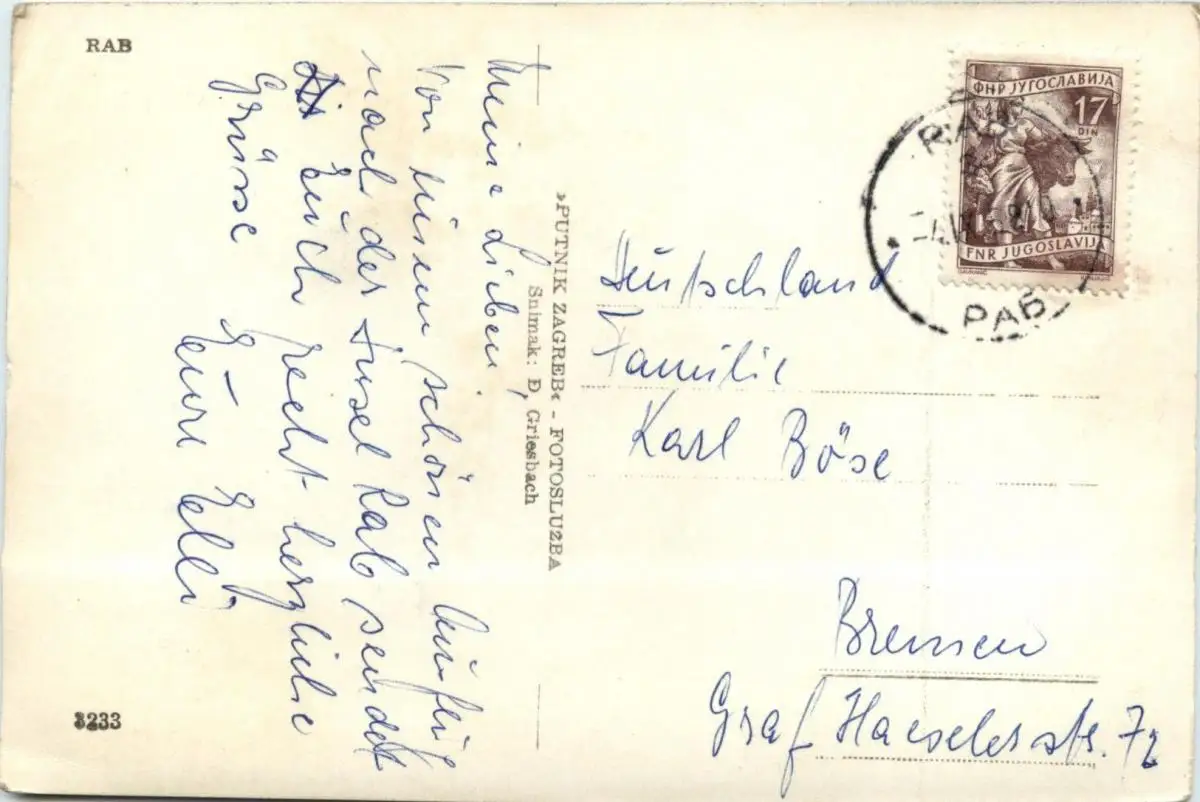 RAB
Meine Lieben!
Von unserem schönen Ausflug
nach der Insel Rab sendet
Euch recht herzliche
Grüsse Eure Elli
»PUTNIK ZAGREB« - FOTOSLUZBA
Snimak: Đ, Griesbach
3233
ФНР ЈУГОСЛАВИЈА
17
DIN
FNR JUGOSLAVIJA
RAB
РАБ
Deutschland
Familie
Karl Böse
Bremen
Graf Haeselerstr. 72